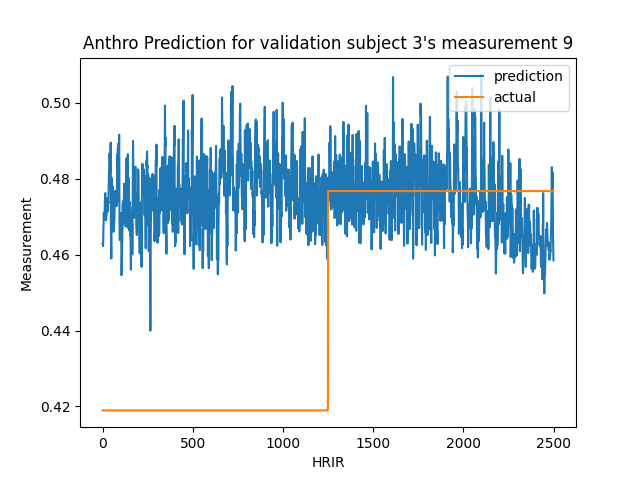 Anthro Prediction for validation subject 3's measurement 9
prediction
actual
0.50
0.48
0.46
0.44
0.42
Measurement
0
500
1000
1500
2000
2500
HRIR